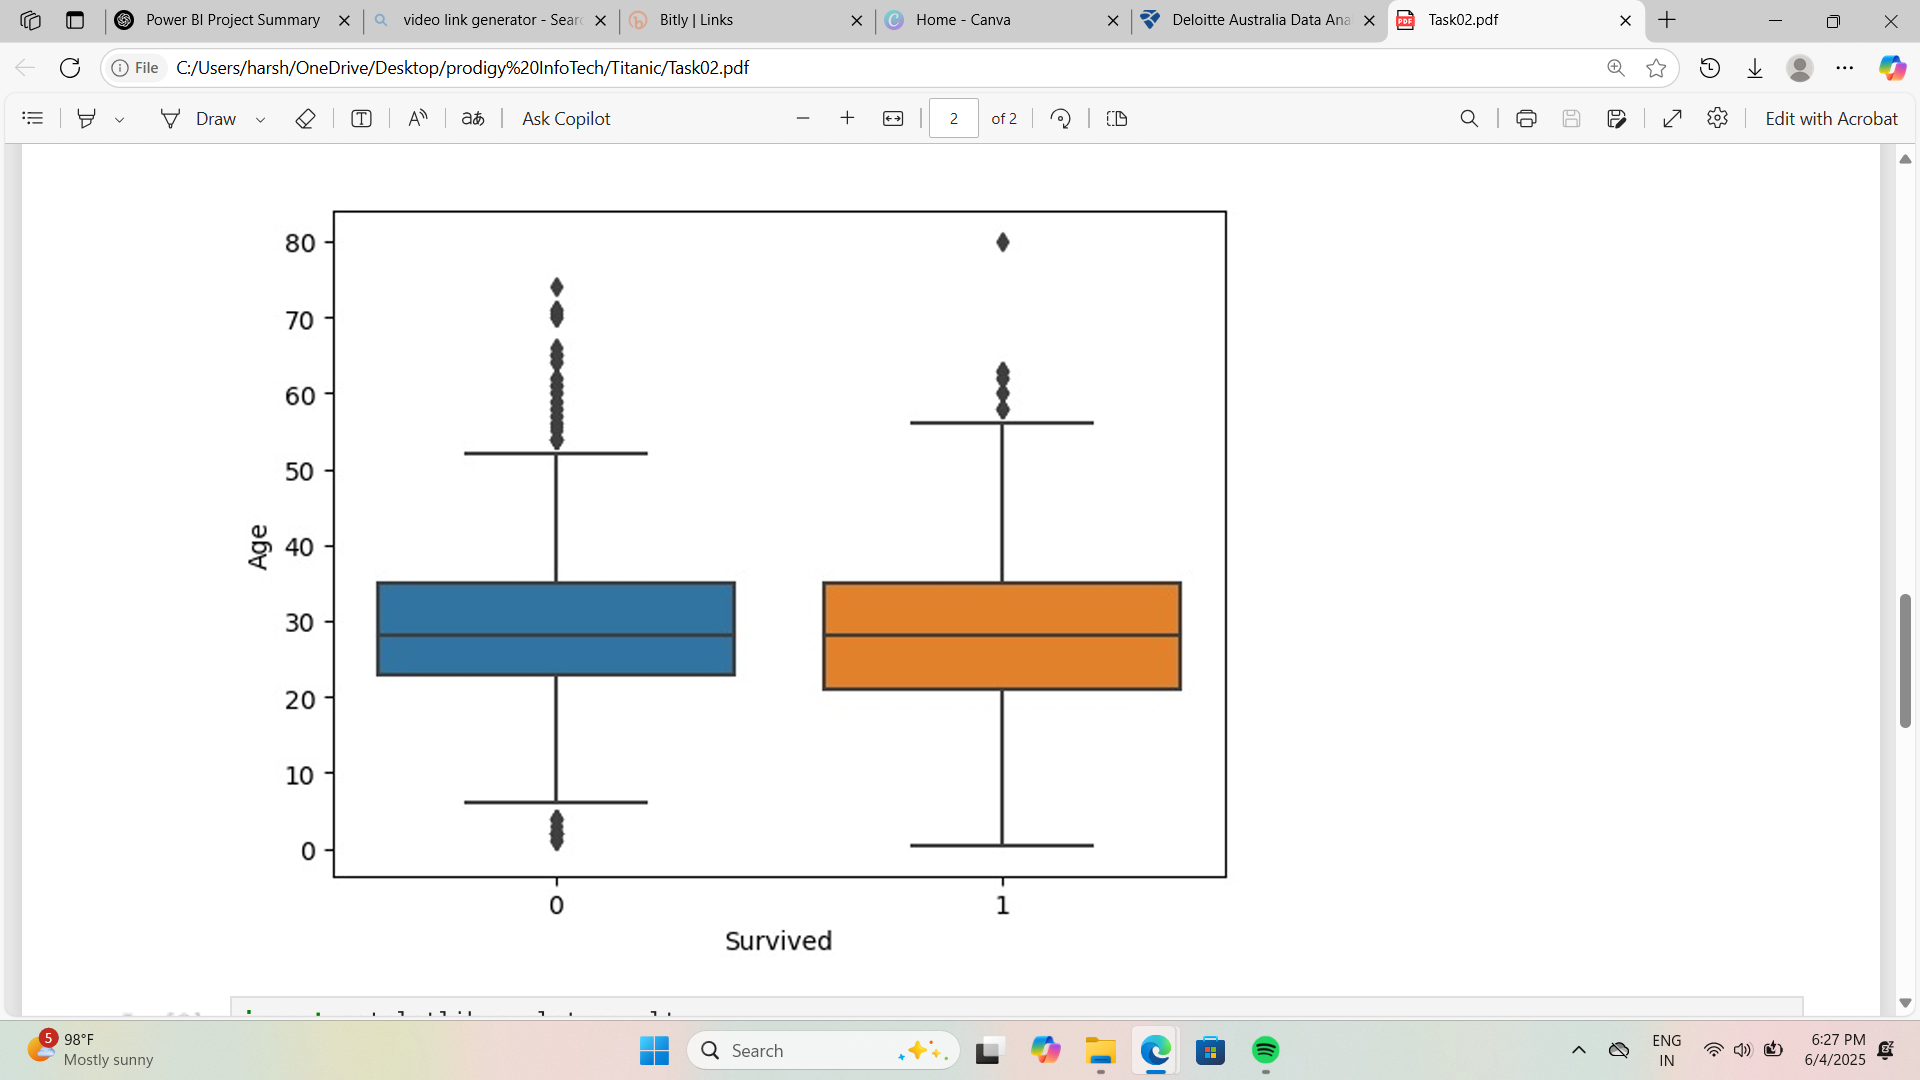 Power BI Project Summary
video link generator - Sear
Bitly | Links
Home - Canva
Deloitte Australia Data Ana
Task02.pdf
File C:/Users/harsh/OneDrive/Desktop/prodigy%20InfoTech/Titanic/Task02.pdf
Draw
Ask Copilot
2 of 2
Edit with Acrobat
80
70
60
50
40
30
20
10
0
Age
0 1
Survived
5
98°F
Mostly sunny
Search
ENG
IN
6:27 PM
6/4/2025